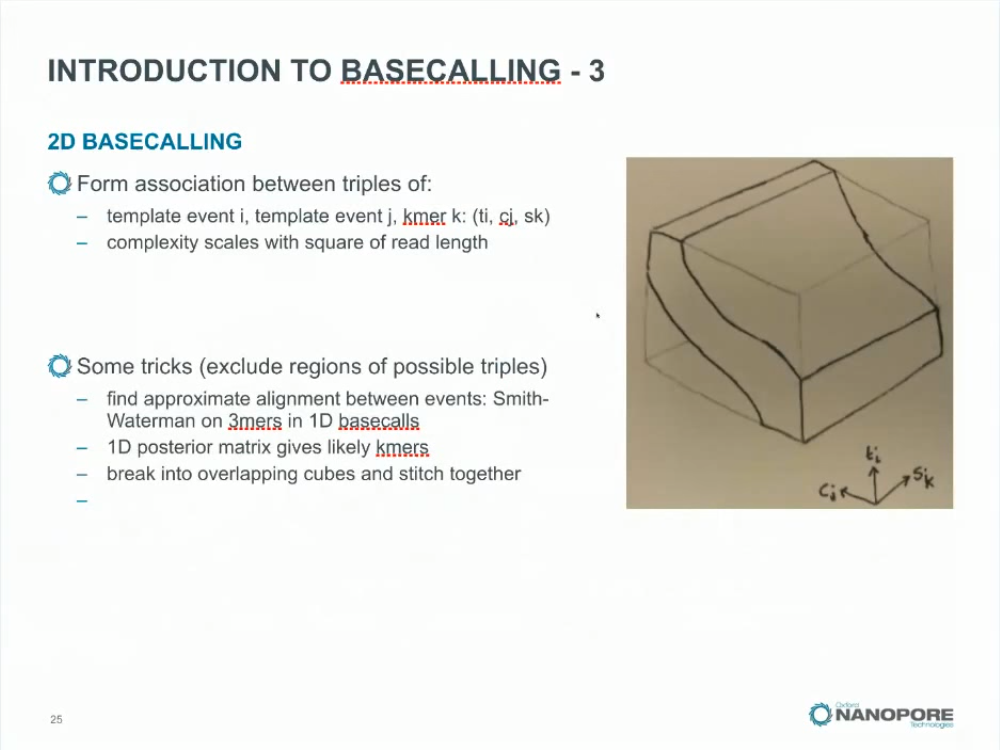 INTRODUCTION TO BASECALLING - 3
2D BASECALLING
Form association between triples of:
– template event i, template event j, kmer k: (ti, cj, sk)
– complexity scales with square of read length
Some tricks (exclude regions of possible triples)
– find approximate alignment between events: Smith-
Waterman on 3mers in 1D basecalls
– 1D posterior matrix gives likely kmers
– break into overlapping cubes and stitch together
–
ti
cj
sk
25
Oxford
NANOPORE
Technologies